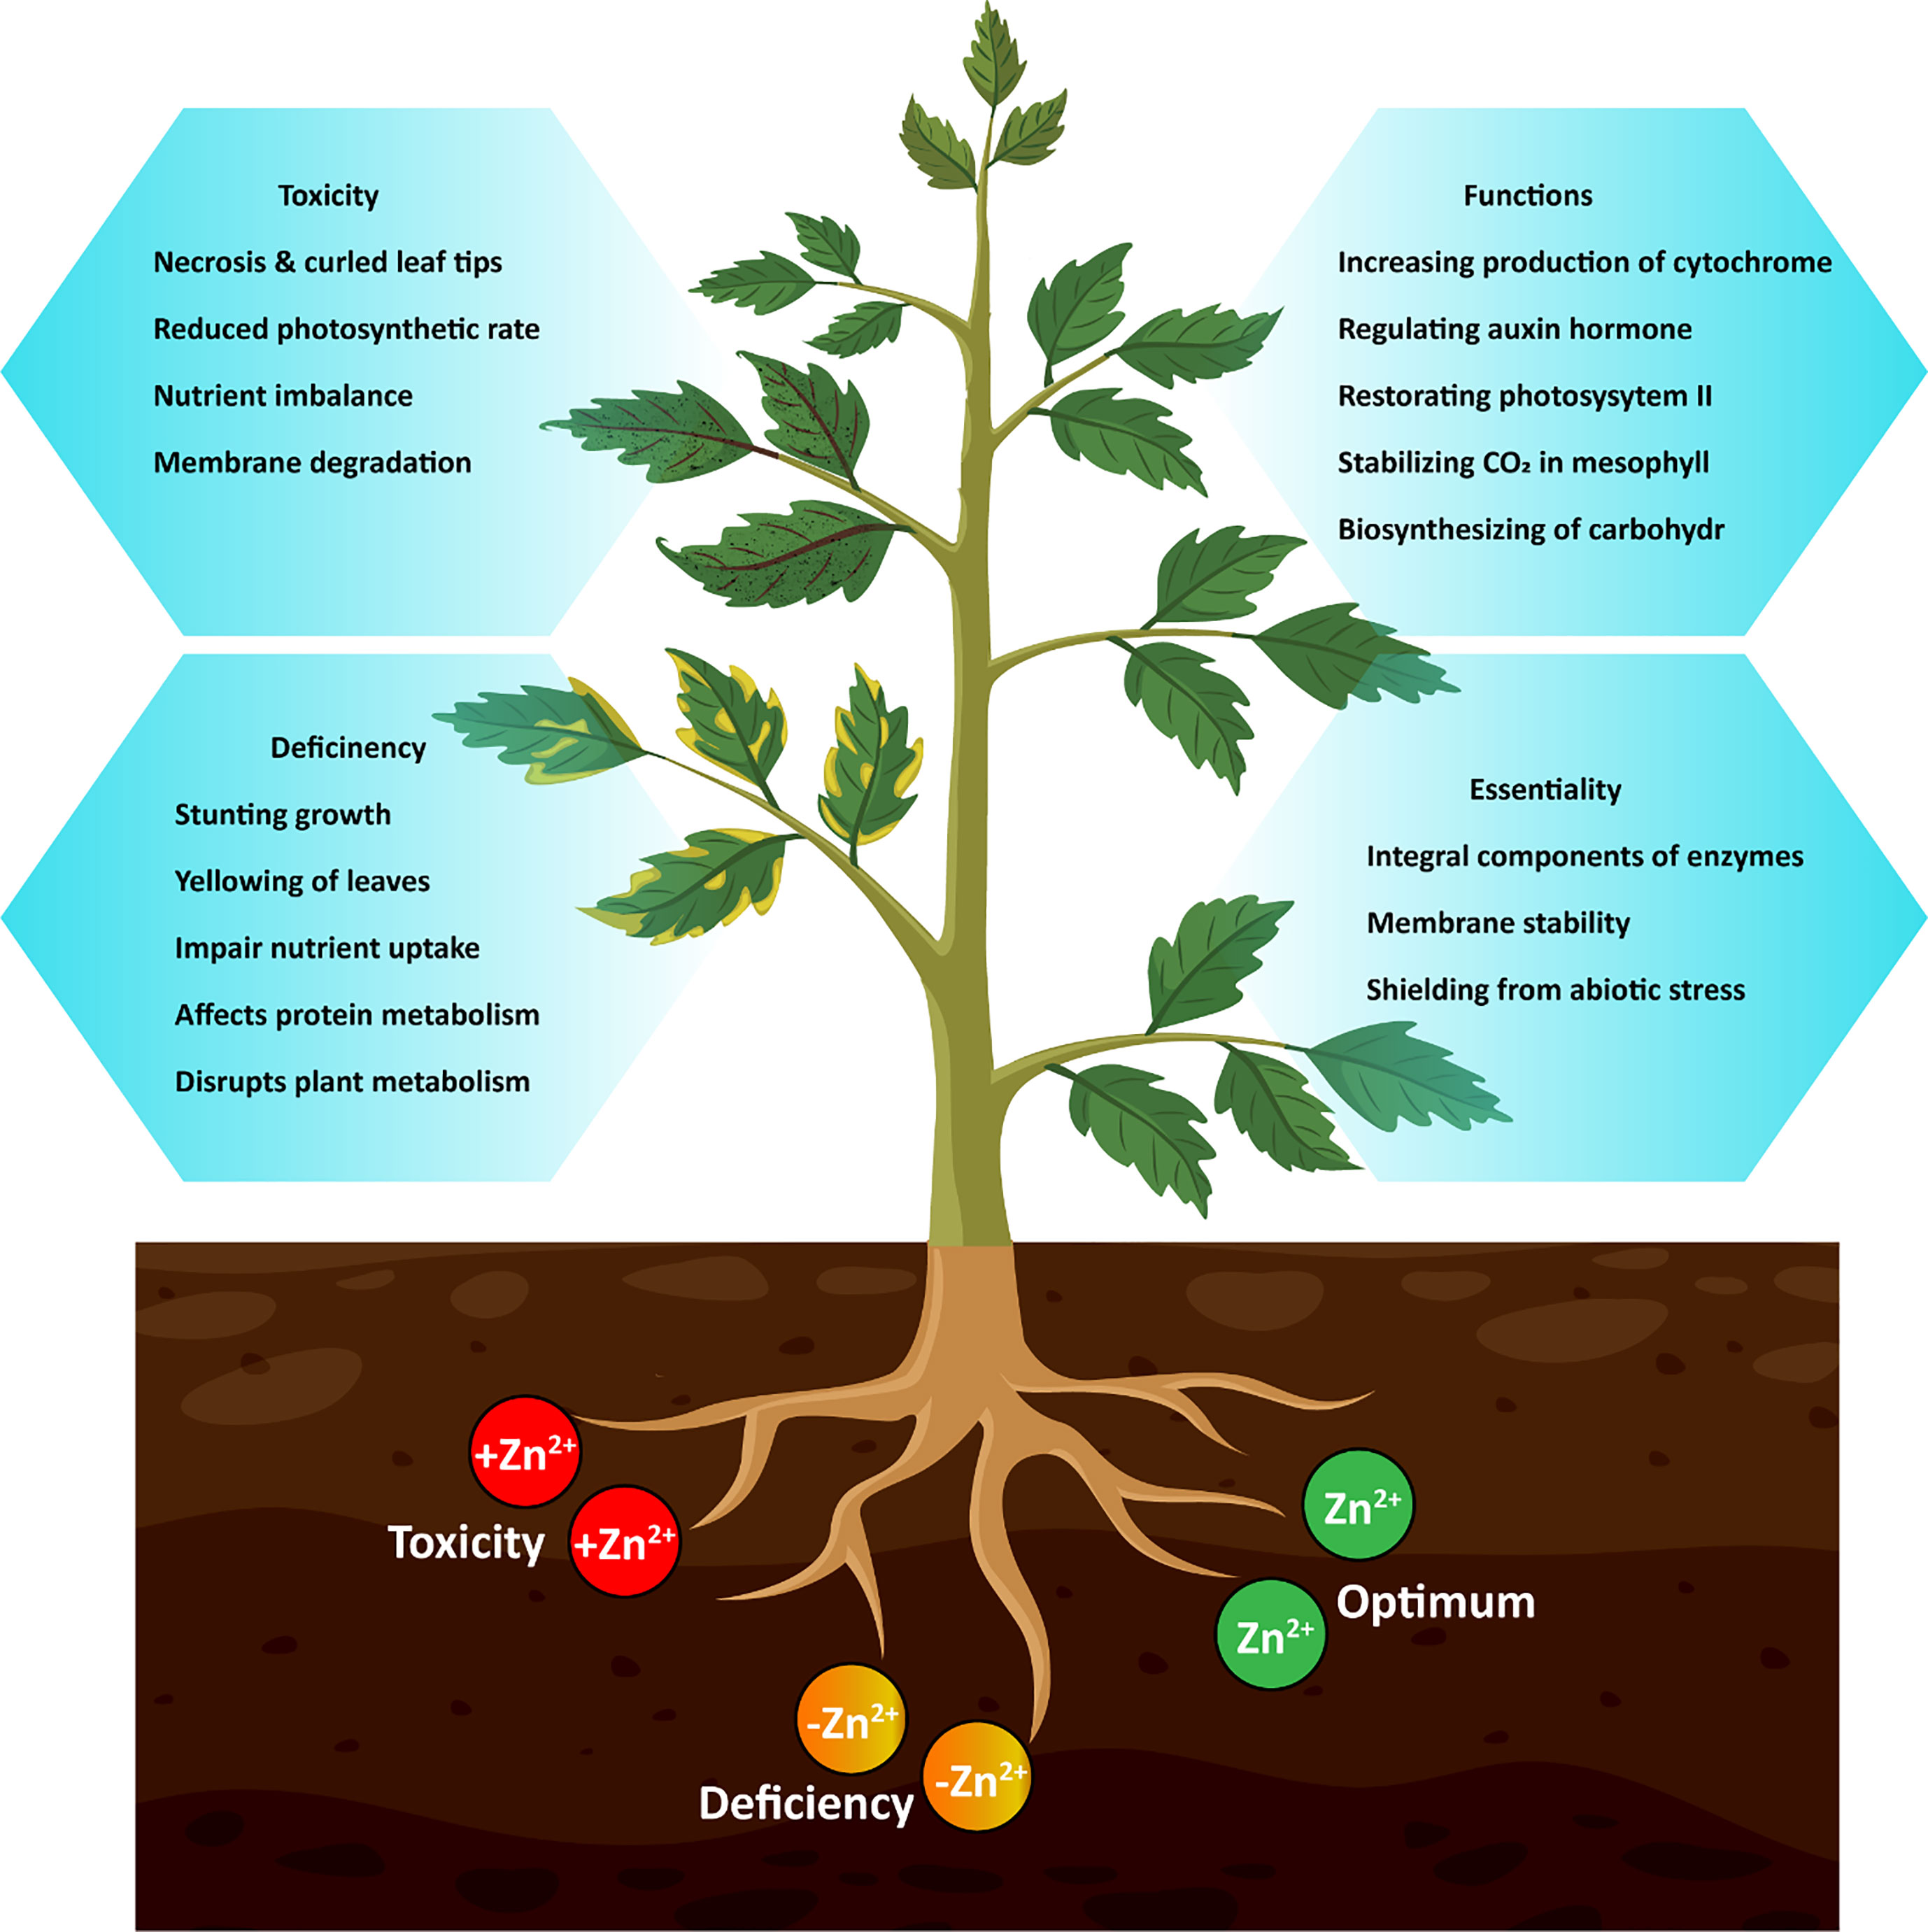 Toxicity
Necrosis & curled leaf tips
Reduced photosynthetic rate
Nutrient imbalance
Membrane degradation
Functions
Increasing production of cytochrome
Regulating auxin hormone
Restorating photosysytem II
Stabilizing CO₂ in mesophyll
Biosynthesizing of carbohydr
Deficinency
Stunting growth
Yellowing of leaves
Impair nutrient uptake
Affects protein metabolism
Disrupts plant metabolism
Essentiality
Integral components of enzymes
Membrane stability
Shielding from abiotic stress
+Zn²⁺
Toxicity
+Zn²⁺
Zn²⁺
Optimum
Zn²⁺
-Zn²⁺
Deficiency
-Zn²⁺